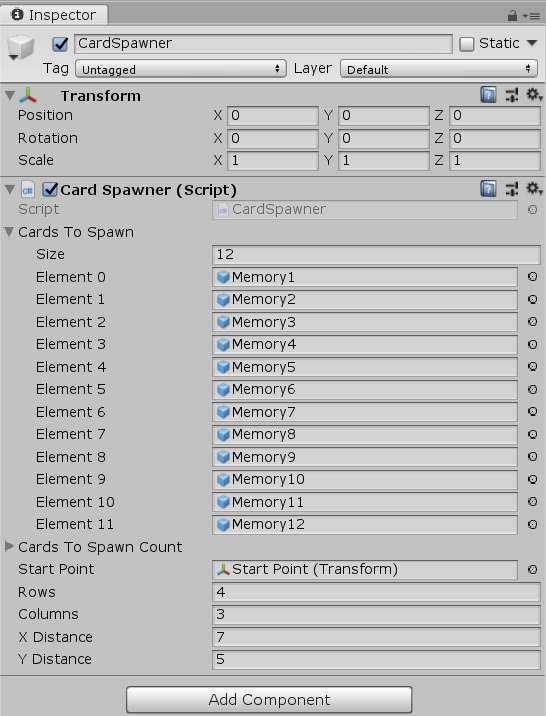 Inspector
CardSpawner Static
Tag Untagged Layer Default
Transform
Position X 0 Y 0 Z 0
Rotation X 0 Y 0 Z 0
Scale X 1 Y 1 Z 1
Card Spawner (Script)
Script CardSpawner
Cards To Spawn
Size 12
Element 0 Memory1
Element 1 Memory2
Element 2 Memory3
Element 3 Memory4
Element 4 Memory5
Element 5 Memory6
Element 6 Memory7
Element 7 Memory8
Element 8 Memory9
Element 9 Memory10
Element 10 Memory11
Element 11 Memory12
Cards To Spawn Count
Start Point Start Point (Transform)
Rows 4
Columns 3
X Distance 7
Y Distance 5
Add Component